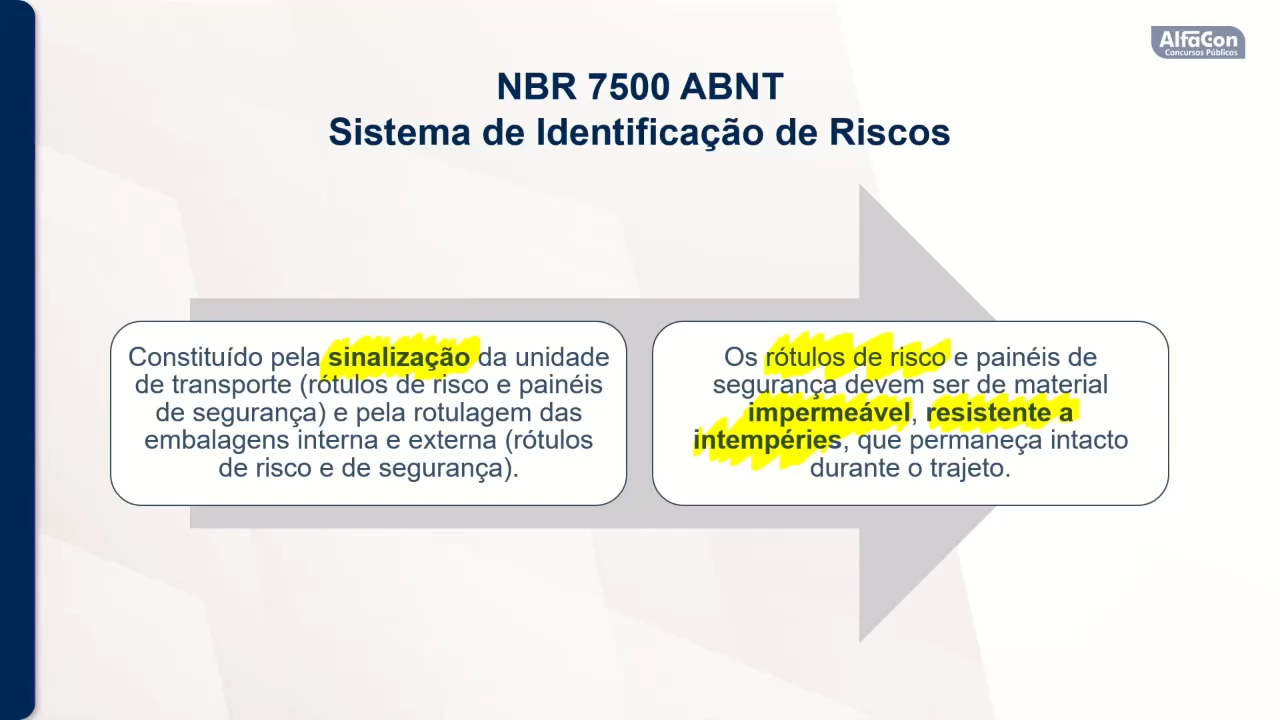 AlfaCon
Concursos Públicos
NBR 7500 ABNT
Sistema de Identificação de Riscos
Constituído pela sinalização da unidade
de transporte (rótulos de risco e painéis
de segurança) e pela rotulagem das
embalagens interna e externa (rótulos
de risco e de segurança).
Os rótulos de risco e painéis de
segurança devem ser de material
impermeável, resistente a
intempéries, que permaneça intacto
durante o trajeto.